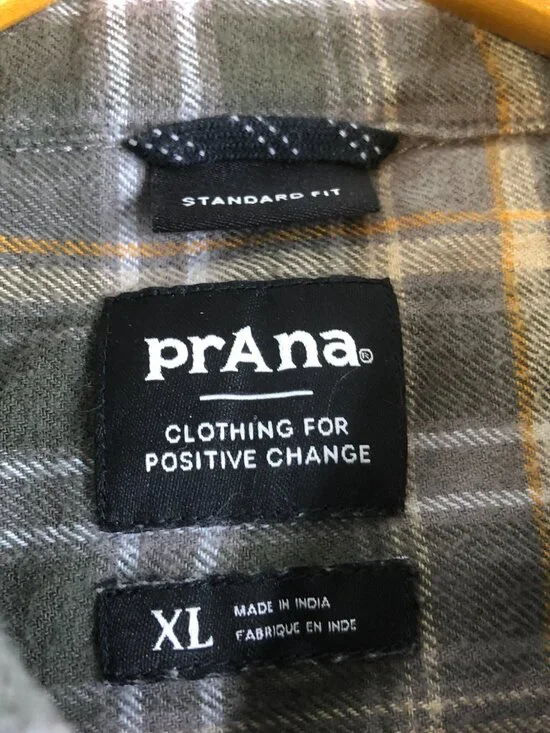 STANDARD FIT
prAna®
CLOTHING FOR
POSITIVE CHANGE
XL
MADE IN INDIA
FABRIQUE EN INDE